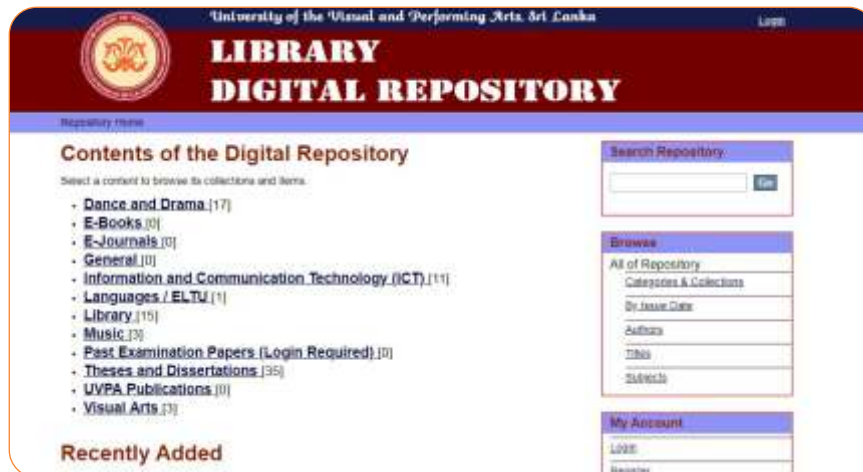 University of the Visual and Performing Arts, Sri Lanka
Login
LIBRARY
DIGITAL REPOSITORY
Repository Home
Contents of the Digital Repository
Select a content to browse its collections and items.
Dance and Drama [17]
E-Books [0]
E-Journals [0]
General [0]
Information and Communication Technology (ICT) [11]
Languages / ELTU [1]
Library [15]
Music [3]
Past Examination Papers (Login Required) [0]
Theses and Dissertations [35]
UVPA Publications [0]
Visual Arts [3]
Recently Added
Search Repository
Go
Browse
All of Repository
Categories & Collections
By Issue Date
Authors
Titles
Subjects
My Account
Login
Register